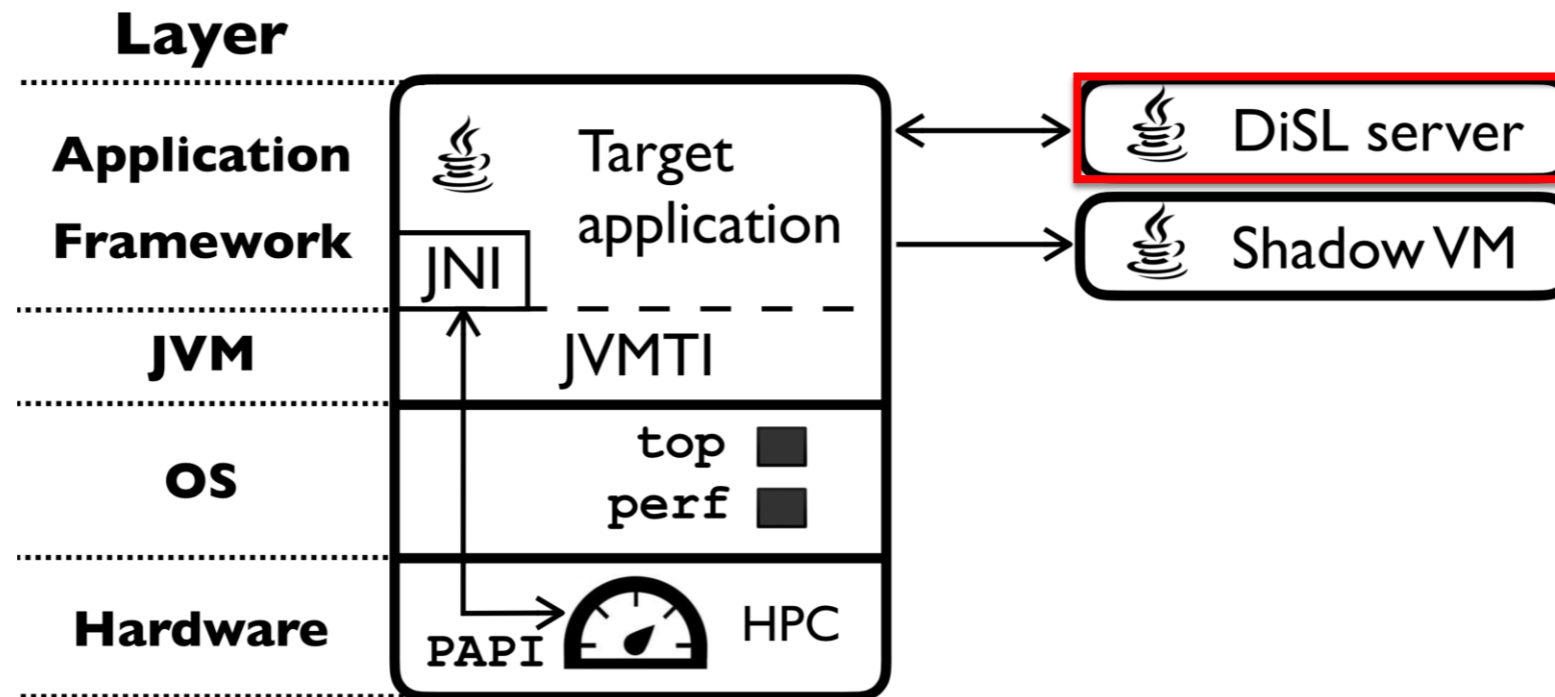 Layer
Application
Framework
JVM
OS
Hardware
Target
application
JNI
JVMTI
top
perf
PAPI
HPC
DiSL server
Shadow VM